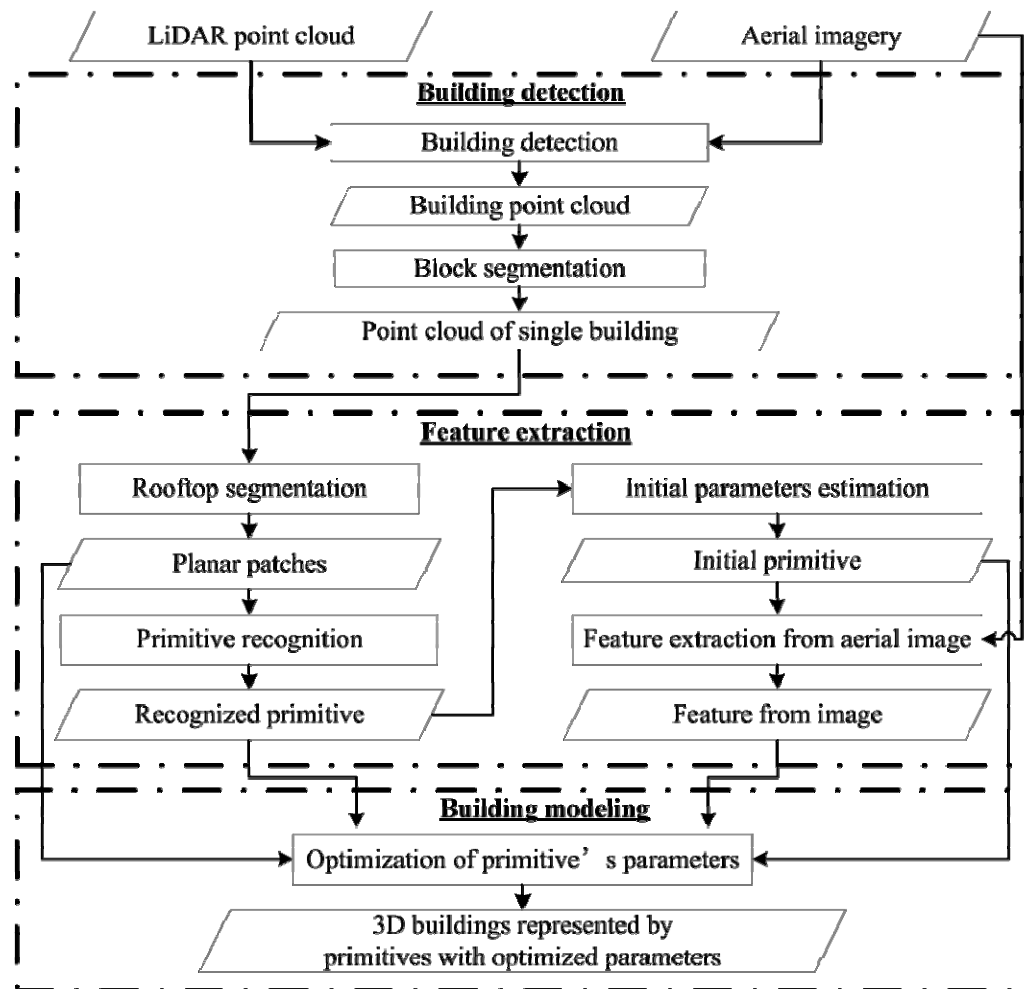 LiDAR point cloud
Aerial imagery
Building detection
Building detection
Building point cloud
Block segmentation
Point cloud of single building
Feature extraction
Rooftop segmentation
Initial parameters estimation
Planar patches
Initial primitive
Primitive recognition
Feature extraction from aerial image
Recognized primitive
Feature from image
Building modeling
Optimization of primitive’ s parameters
3D buildings represented by
primitives with optimized parameters